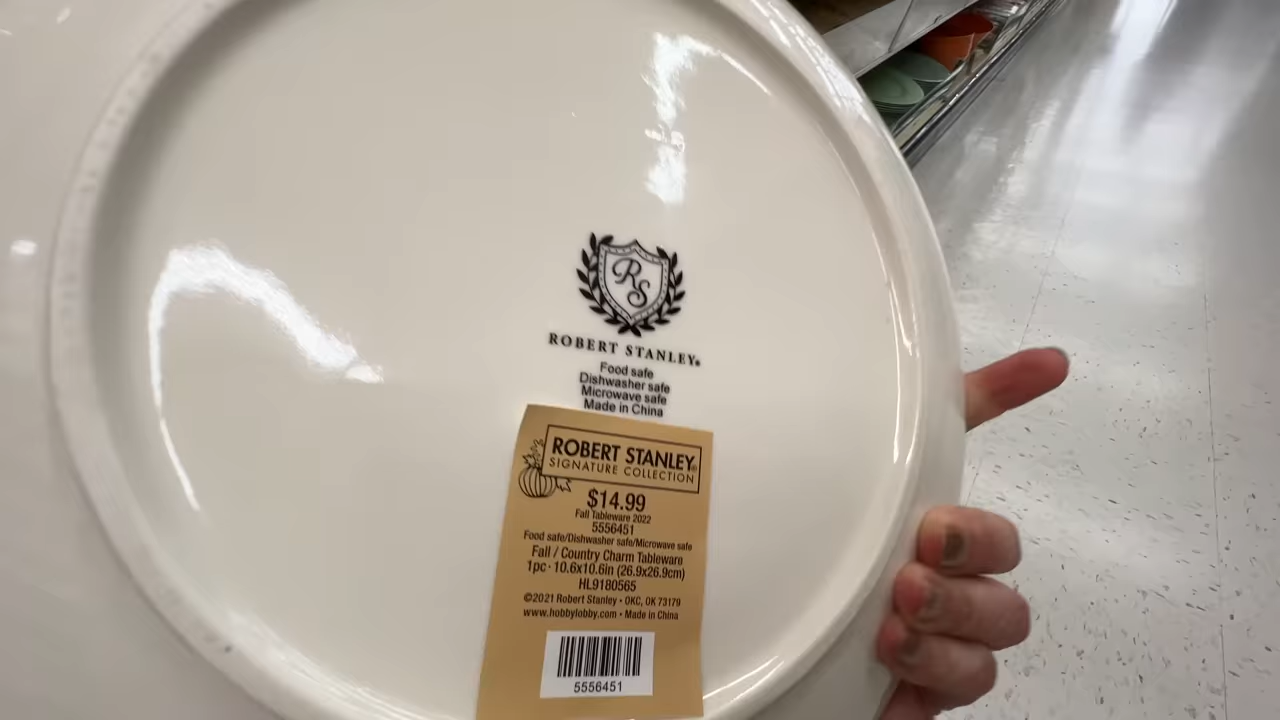 RS
ROBERT STANLEY®
Food safe
Dishwasher safe
Microwave safe
Made in China
ROBERT STANLEY®
SIGNATURE COLLECTION
$14.99
Fall Tableware 2022
5556451
Food safe/Dishwasher safe/Microwave safe
Fall / Country Charm Tableware
1pc · 10.6x10.6in (26.9x26.9cm)
HL9180565
©2021 Robert Stanley • OKC, OK 73179
www.hobbylobby.com • Made in China
5556451